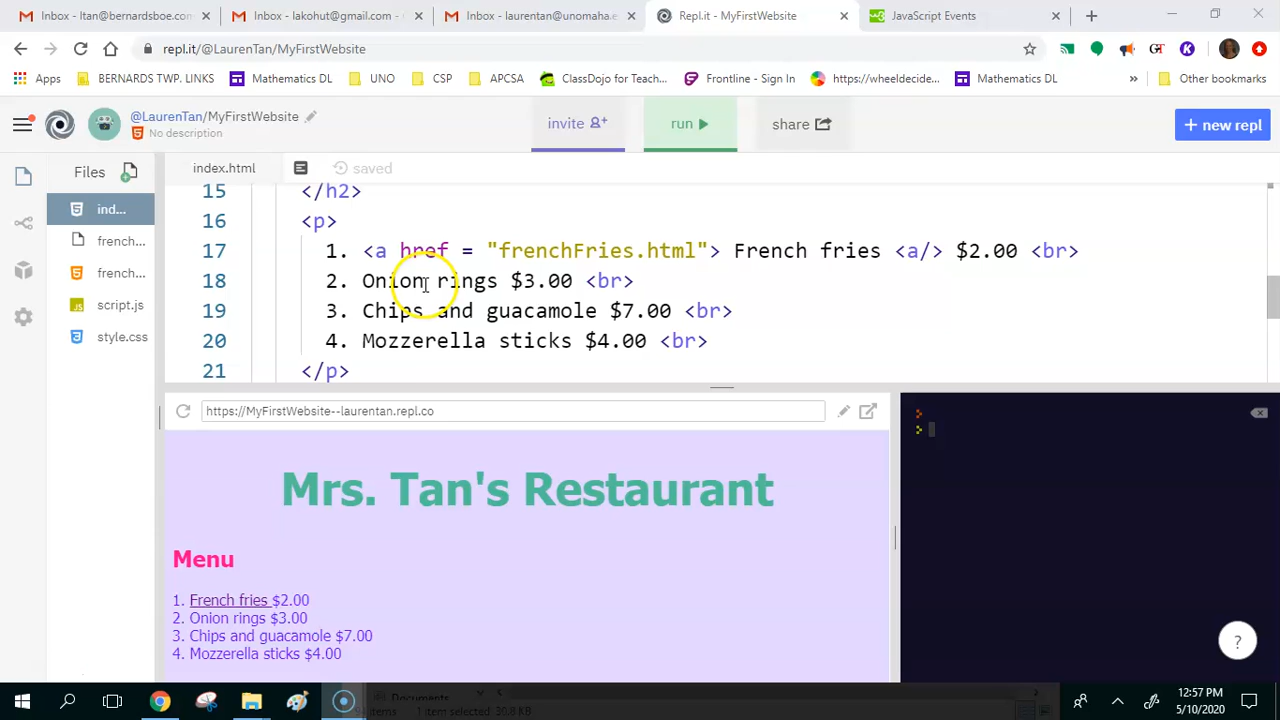 Inbox - ltan@bernardsboe.com
Inbox - lakohut@gmail.com -
Inbox - laurentan@unomaha.e
Repl.it - MyFirstWebsite
JavaScript Events
repl.it/@LaurenTan/MyFirstWebsite
Apps
BERNARDS TWP. LINKS
Mathematics DL
UNO
CSP
APCSA
ClassDojo for Teach...
Frontline - Sign In
https://wheeldecide...
Mathematics DL
»
Other bookmarks
@LaurenTan/MyFirstWebsite
No description
invite
run
share
+ new repl
Files
index.html
saved
ind...
french...
french...
script.js
style.css
15 </h2>
16 <p>
17 1. <a href = "frenchFries.html"> French fries <a/> $2.00 <br>
18 2. Onion rings $3.00 <br>
19 3. Chips and guacamole $7.00 <br>
20 4. Mozzerella sticks $4.00 <br>
21 </p>
https://MyFirstWebsite--laurentan.repl.co
Mrs. Tan's Restaurant
Menu
1. French fries $2.00
2. Onion rings $3.00
3. Chips and guacamole $7.00
4. Mozzerella sticks $4.00
?
Documents
1 item selected: 30.8 KB
12:57 PM
5/10/2020